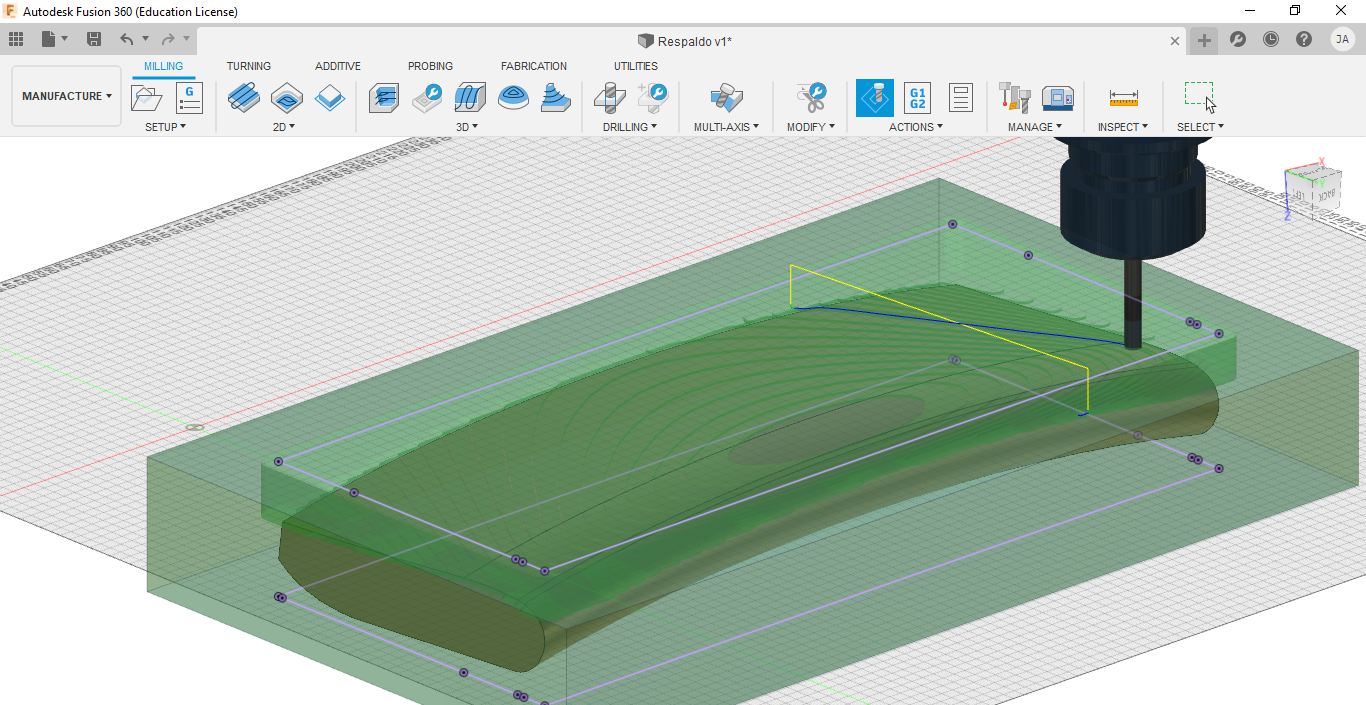 Autodesk Fusion 360 (Education License)
Respaldo v1*
JA
MILLING TURNING ADDITIVE PROBING FABRICATION UTILITIES
MANUFACTURE
G
G1
G2
SETUP 2D 3D DRILLING MULTI-AXIS MODIFY ACTIONS MANAGE INSPECT SELECT
X
Y
LEFT BACK
Z